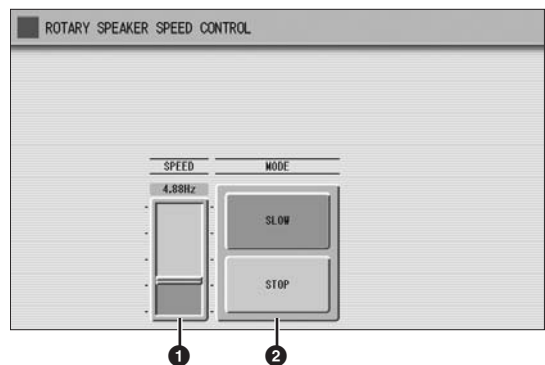 ROTARY SPEAKER SPEED CONTROL
SPEED MODE
4.88Hz
SLOW
STOP
1 2